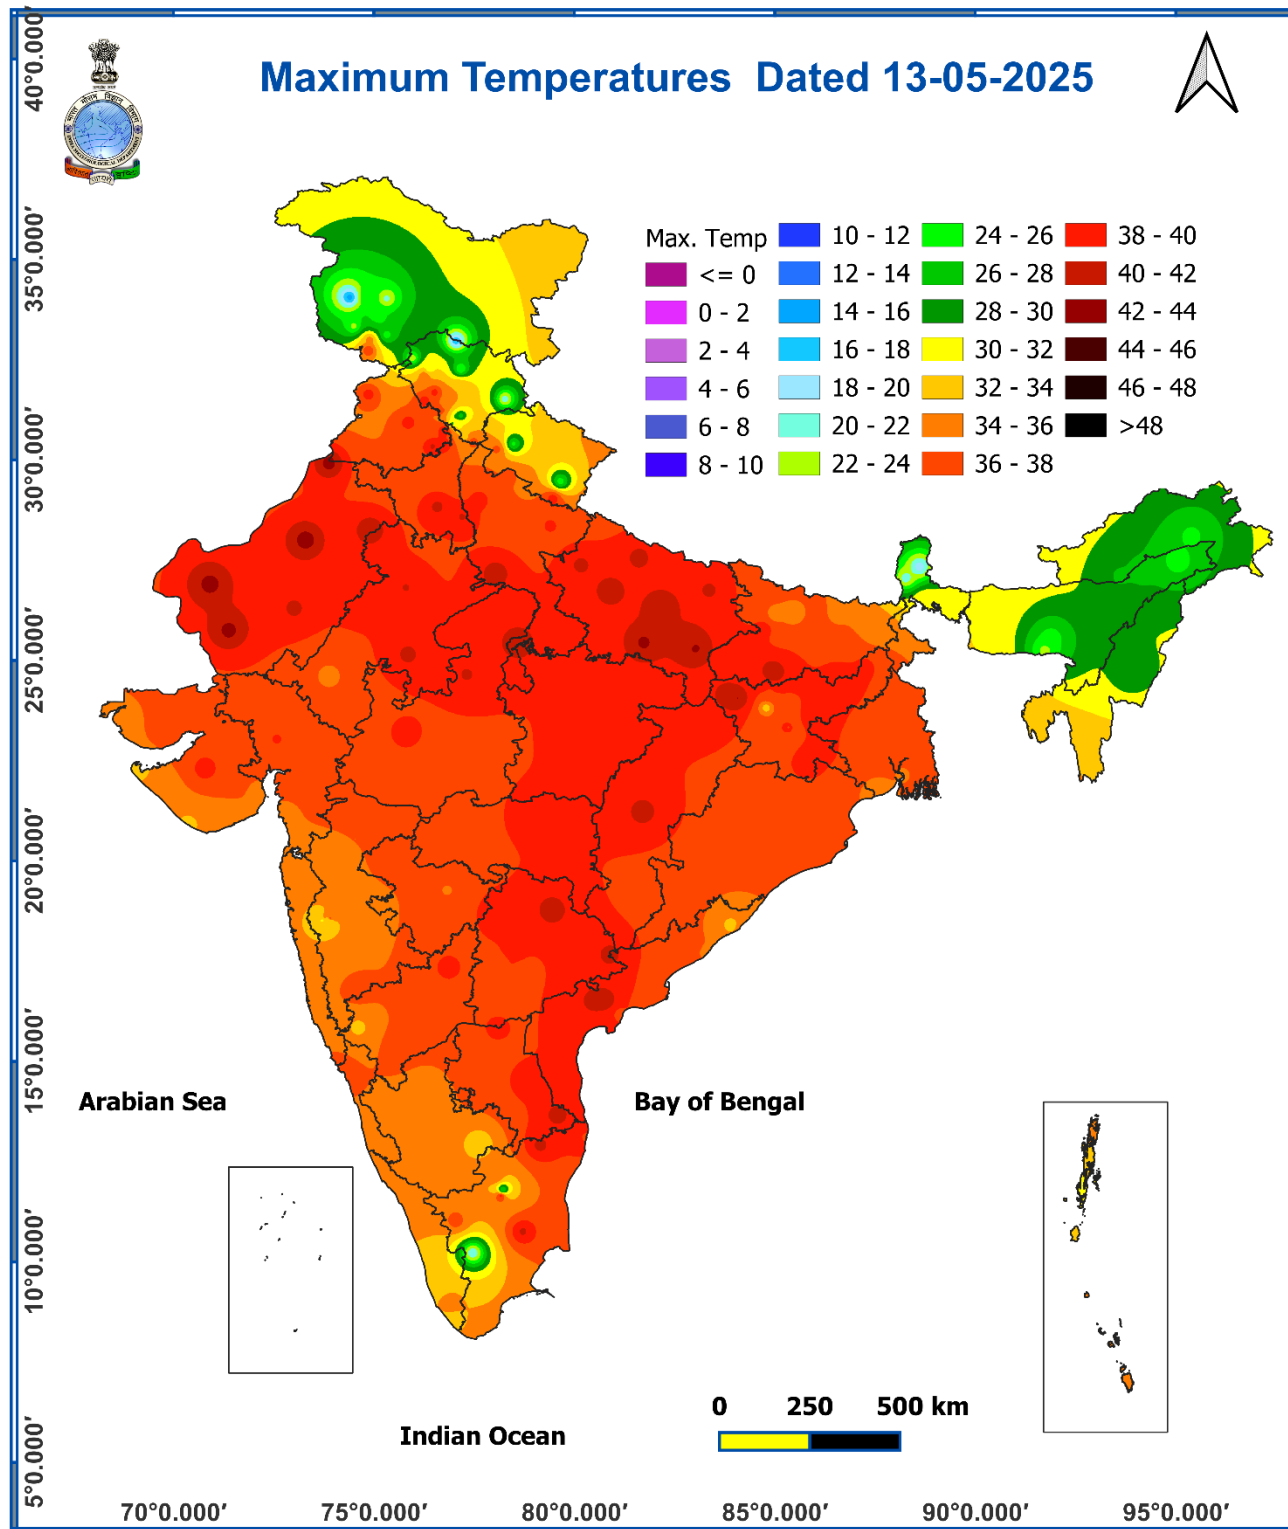 Maximum Temperatures Dated 13-05-2025
Max. Temp
<= 0
0 - 2
2 - 4
4 - 6
6 - 8
8 - 10
10 - 12
12 - 14
14 - 16
16 - 18
18 - 20
20 - 22
22 - 24
24 - 26
26 - 28
28 - 30
30 - 32
32 - 34
34 - 36
36 - 38
38 - 40
40 - 42
42 - 44
44 - 46
46 - 48
>48
40°0.000′
35°0.000′
30°0.000′
25°0.000′
20°0.000′
15°0.000′
10°0.000′
5°0.000′
Arabian Sea
Bay of Bengal
Indian Ocean
0 250 500 km
70°0.000′ 75°0.000′ 80°0.000′ 85°0.000′ 90°0.000′ 95°0.000′